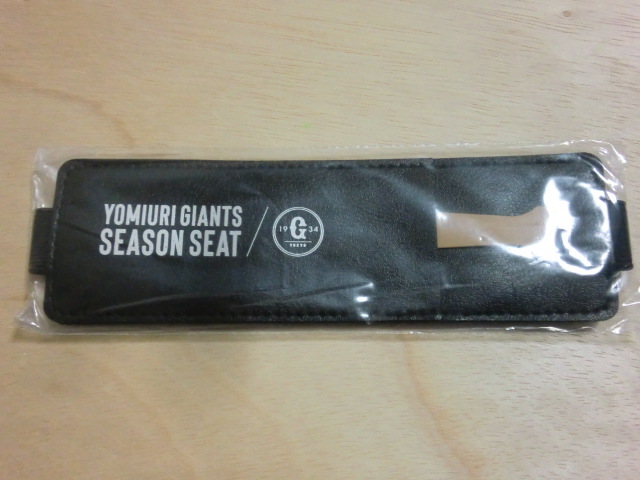 YOMIURI GIANTS
SEASON SEAT
19 G 34
TOKYO